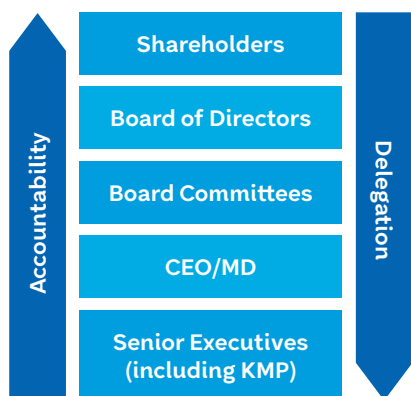 Shareholders
Board of Directors
Board Committees
CEO/MD
Senior Executives
(including KMP)
Accountability
Delegation